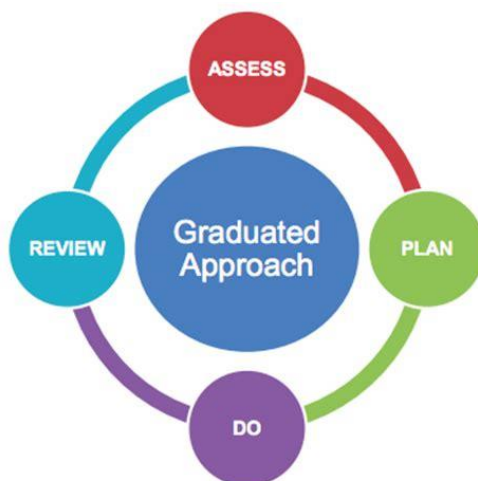 ASSESS
Graduated
Approach
REVIEW
PLAN
DO